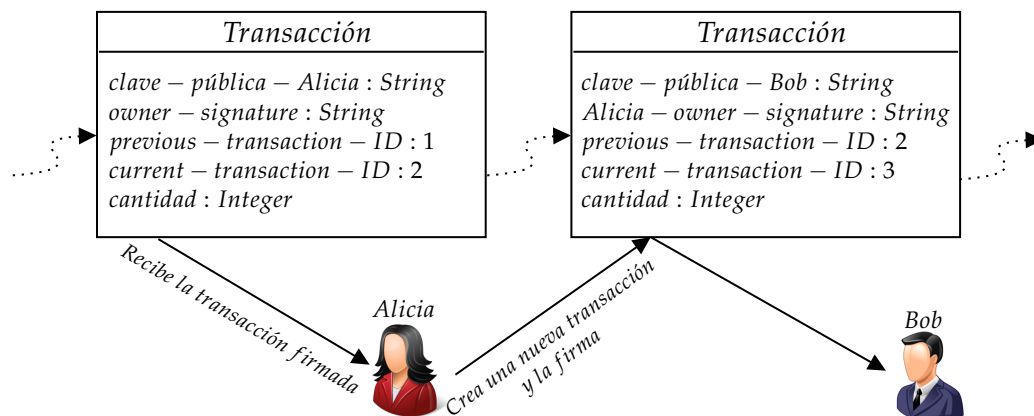 Transacción
clave – pública – Alicia : String
owner – signature : String
previous – transaction – ID : 1
current – transaction – ID : 2
cantidad : Integer
Transacción
clave – pública – Bob : String
Alicia – owner – signature : String
previous – transaction – ID : 2
current – transaction – ID : 3
cantidad : Integer
Recibe la transacción firmada
Alicia
Crea una nueva transacción
y la firma
Bob